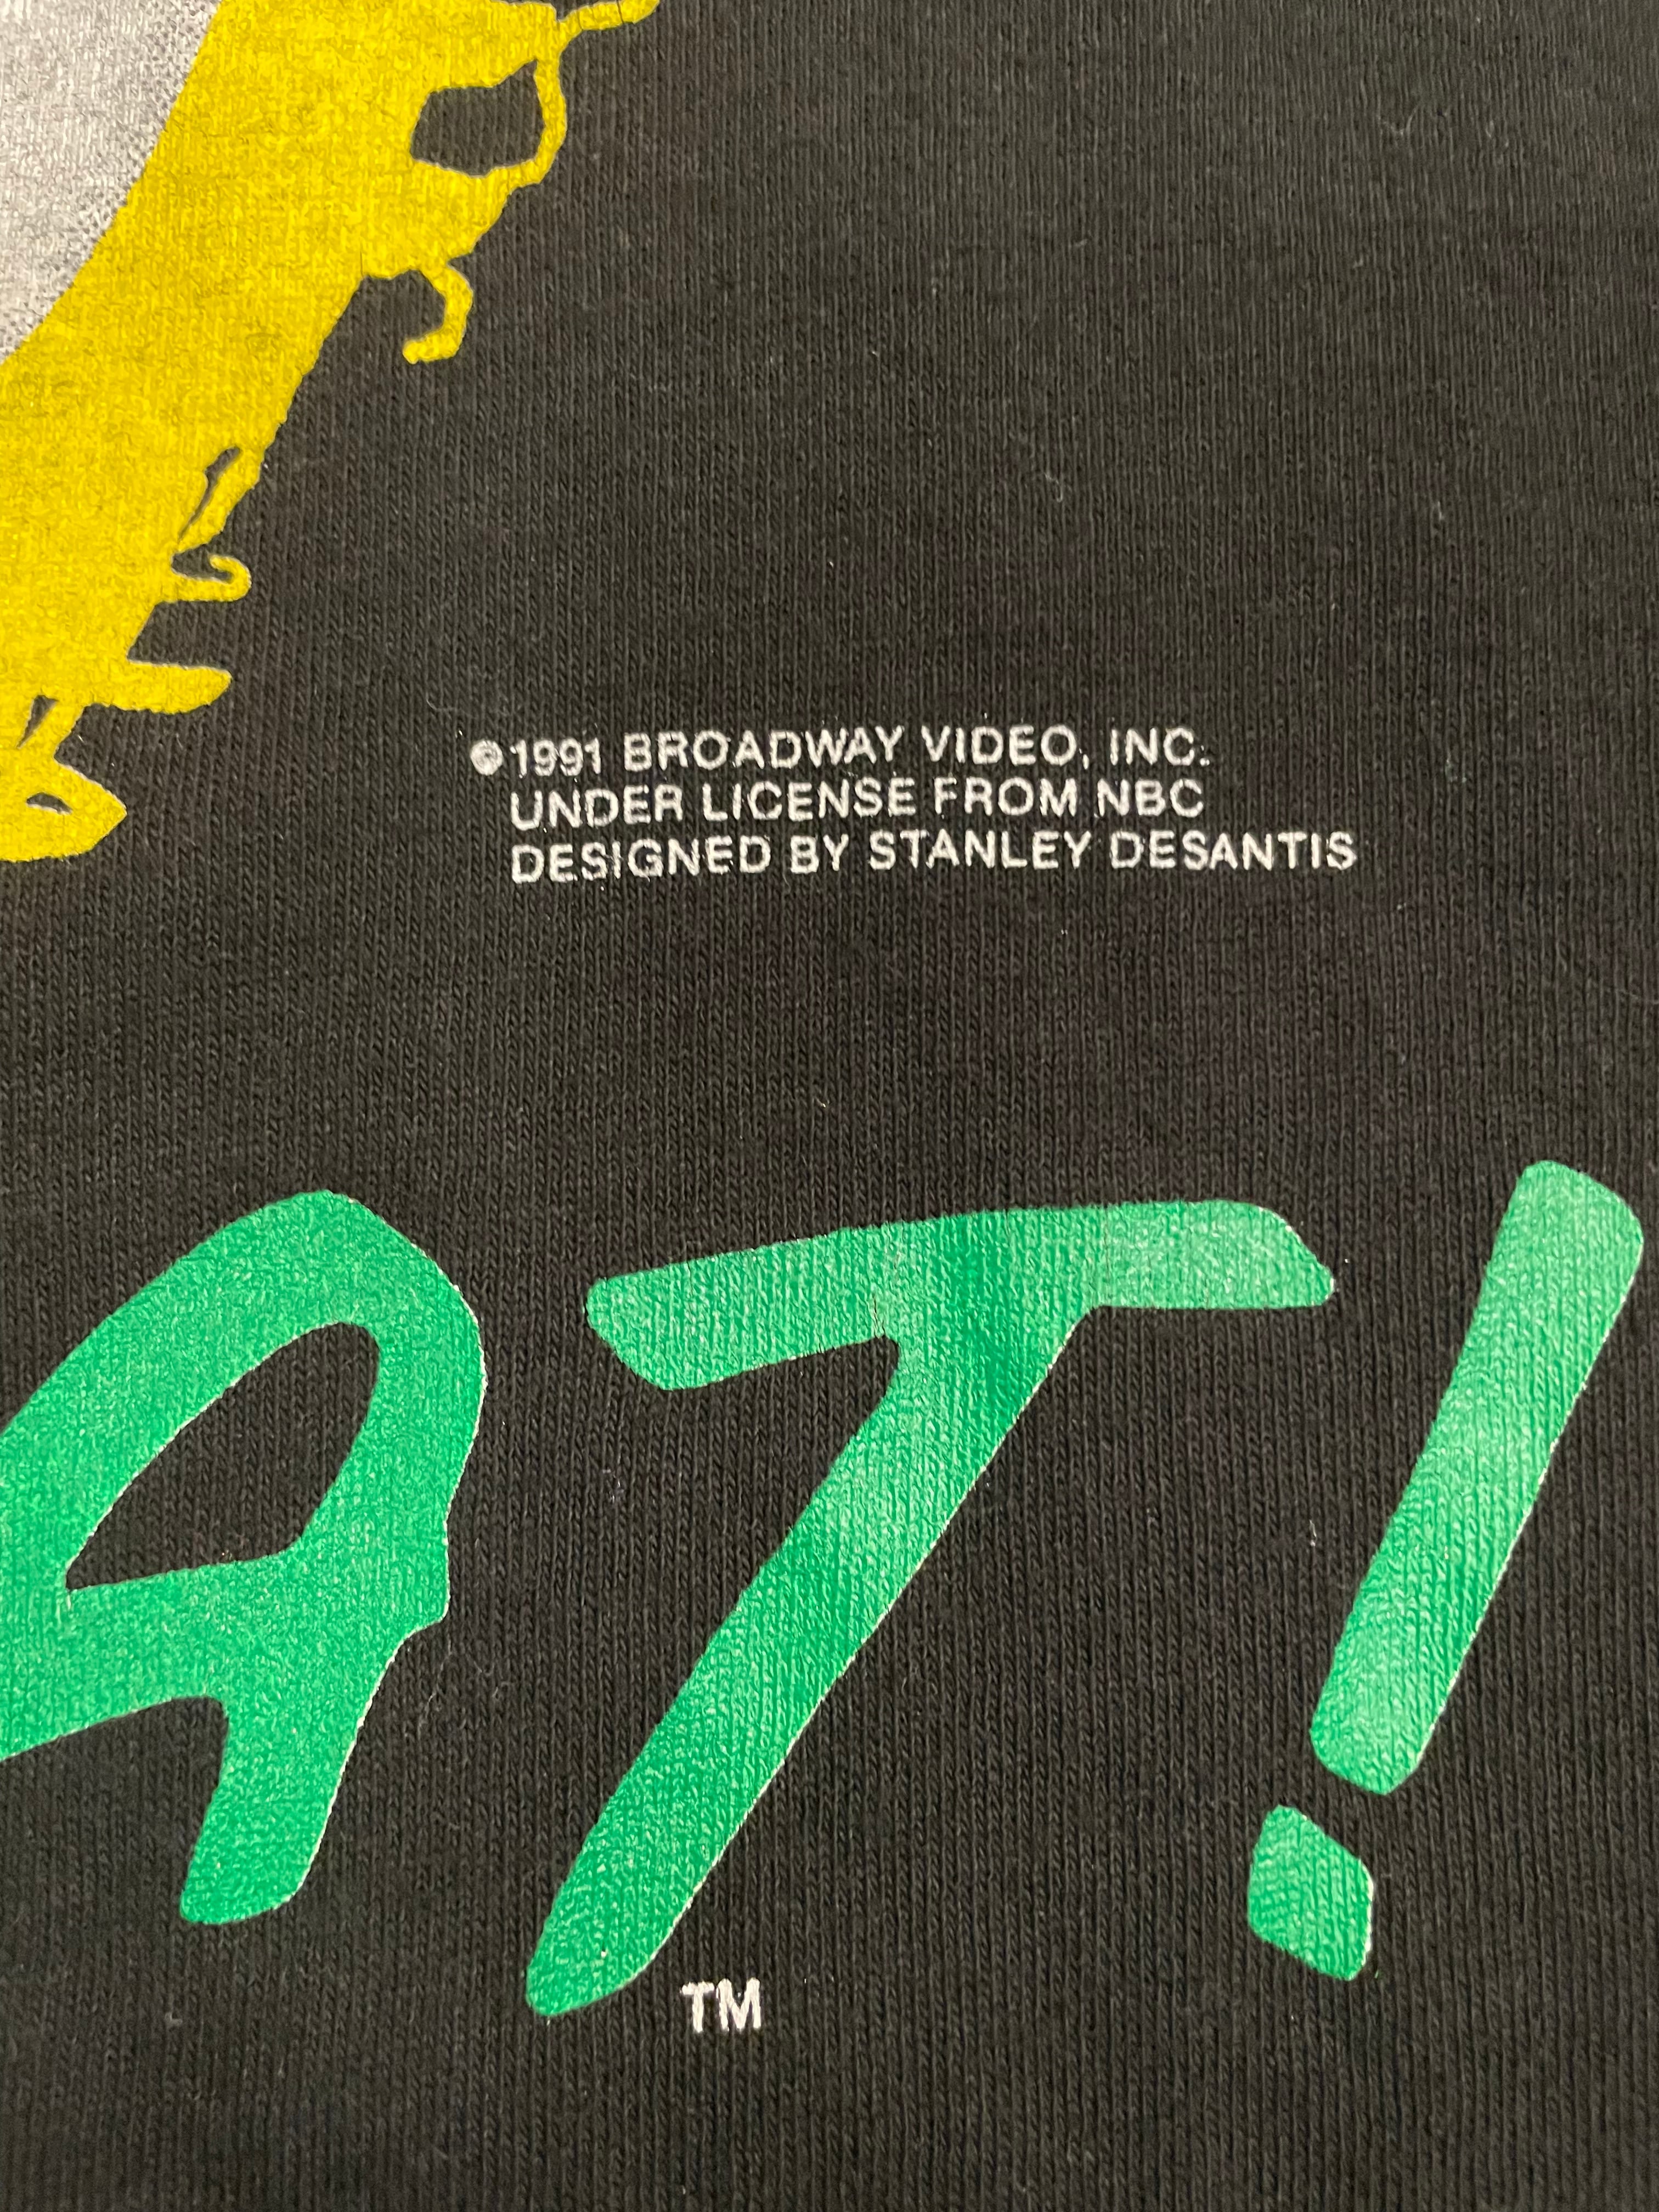 ©1991 BROADWAY VIDEO, INC.
UNDER LICENSE FROM NBC
DESIGNED BY STANLEY DESANTIS
AT!
TM